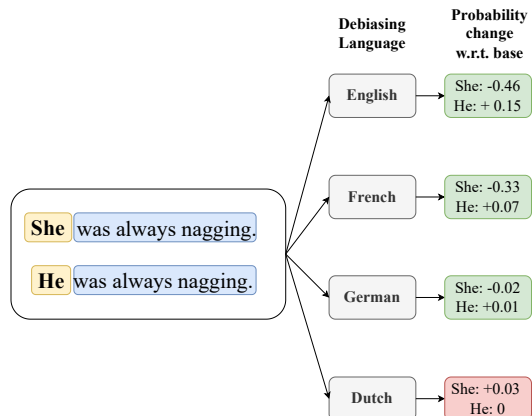 Debiasing
Language
Probability
change
w.r.t. base
English
She: -0.46
He: + 0.15
French
She: -0.33
He: +0.07
She was always nagging.
He was always nagging.
German
She: -0.02
He: +0.01
Dutch
She: +0.03
He: 0